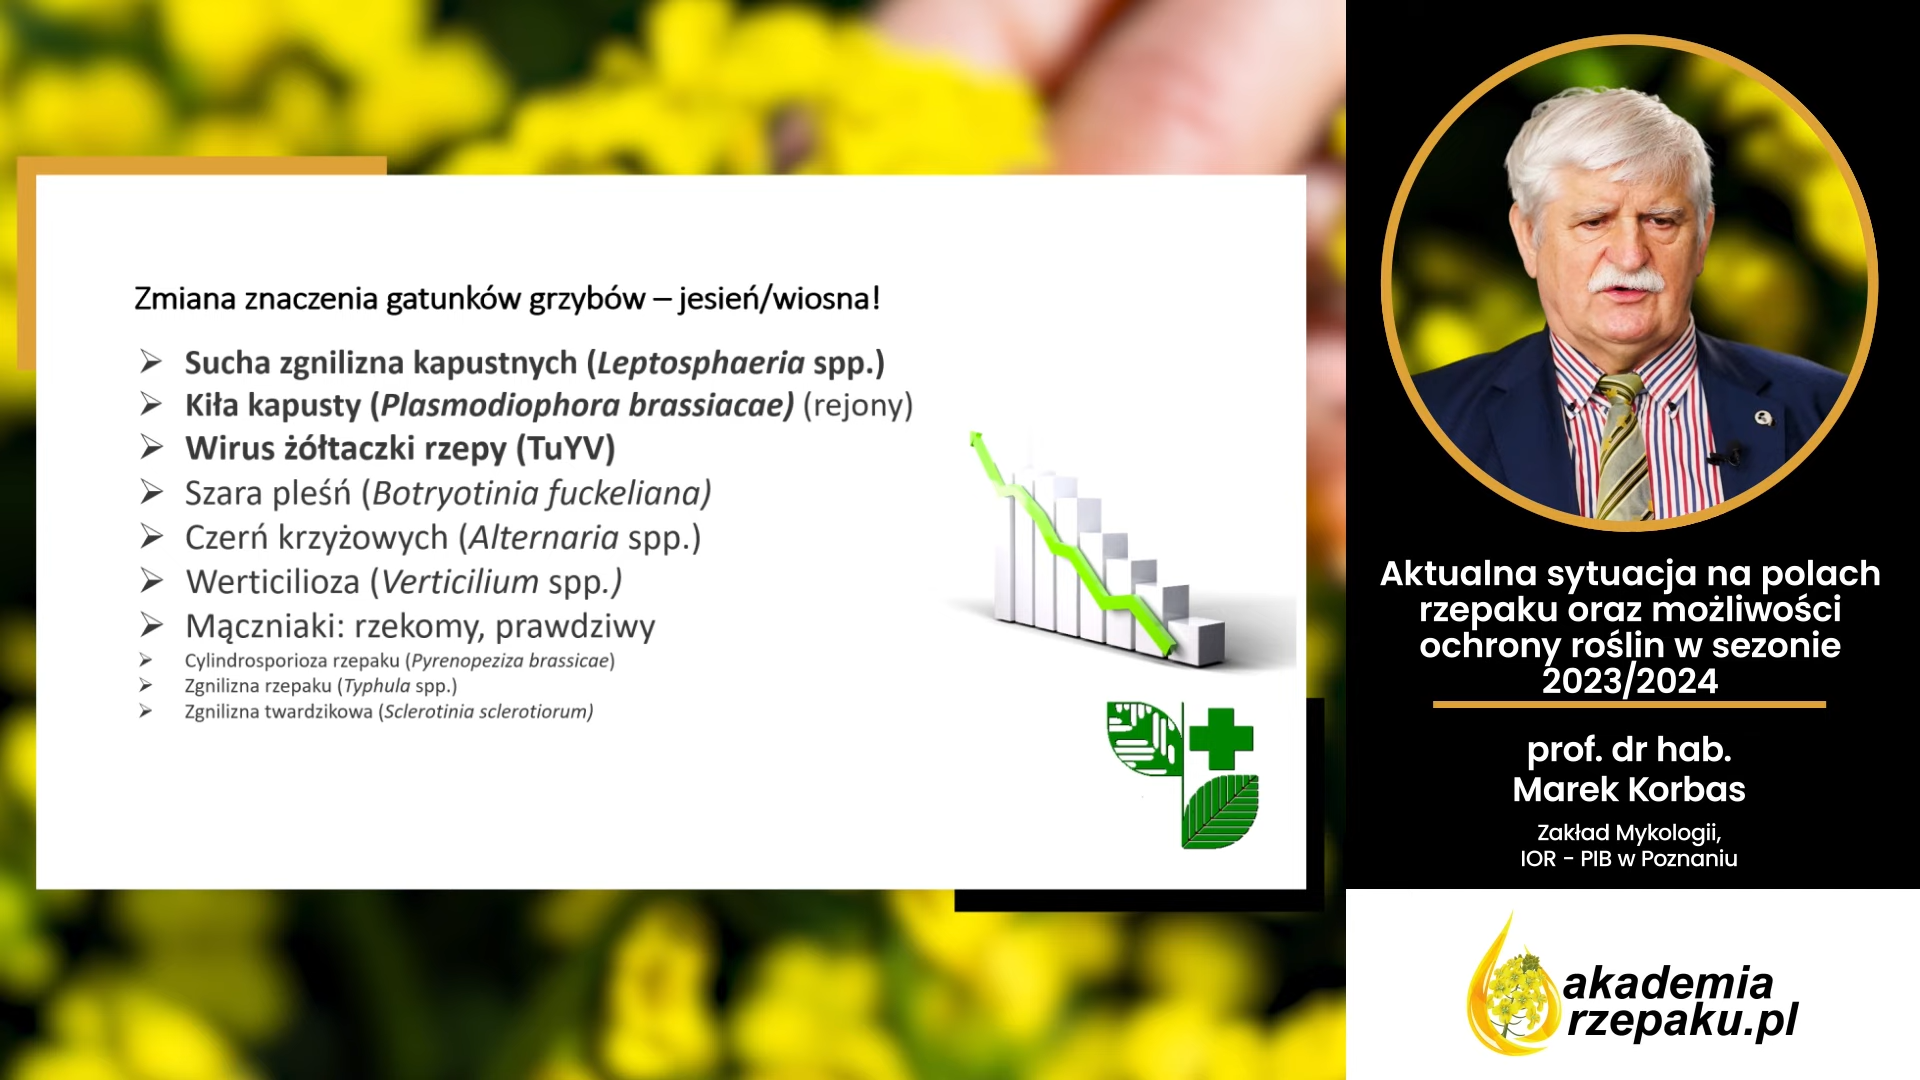 Zmiana znaczenia gatunków grzybów – jesień/wiosna!
Sucha zgnilizna kapustnych (Leptosphaeria spp.)
Kiła kapusty (Plasmodiophora brassiacae) (rejony)
Wirus żółtaczki rzepy (TuYV)
Szara pleśń (Botryotinia fuckeliana)
Czerń krzyżowych (Alternaria spp.)
Werticilioza (Verticilium spp.)
Mączniaki: rzekomy, prawdziwy
Cylindrosporioza rzepaku (Pyrenopeziza brassicae)
Zgnilizna rzepaku (Typhula spp.)
Zgnilizna twardzikowa (Sclerotinia sclerotiorum)
Aktualna sytuacja na polach
rzepaku oraz możliwości
ochrony roślin w sezonie
2023/2024
prof. dr hab.
Marek Korbas
Zakład Mykologii,
IOR - PIB w Poznaniu
akademia
rzepaku.pl